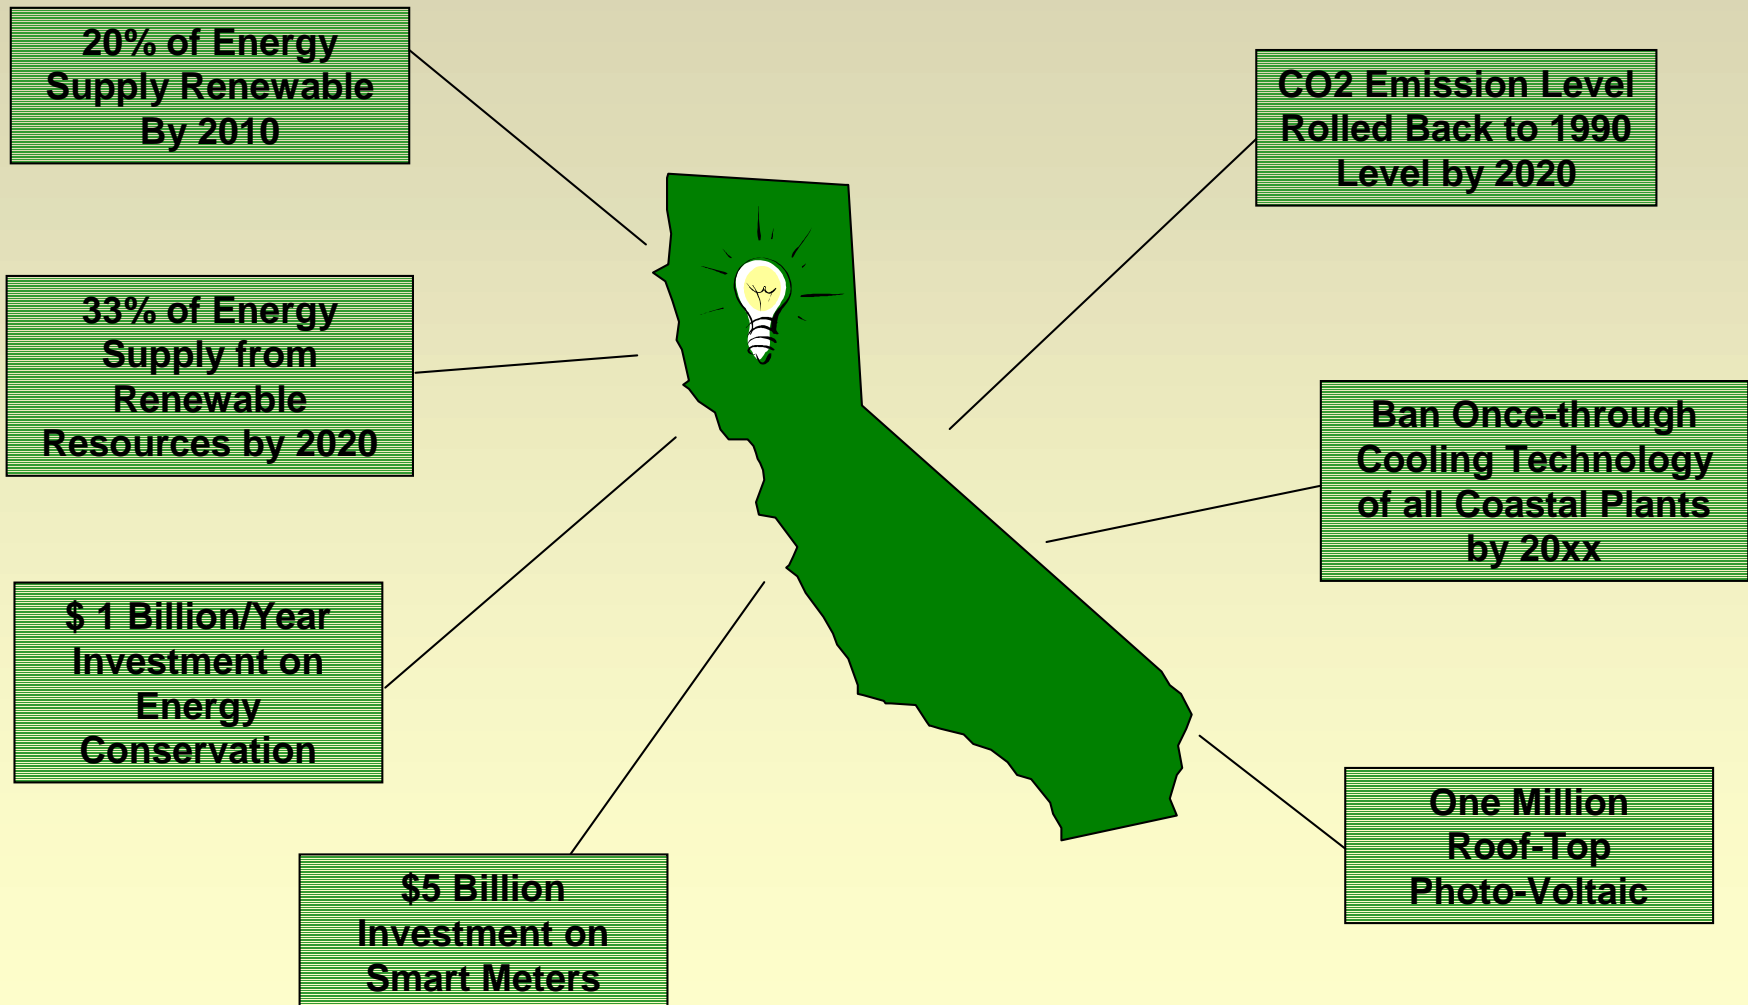 20% of Energy
Supply Renewable
By 2010
33% of Energy
Supply from
Renewable
Resources by 2020
$ 1 Billion/Year
Investment on
Energy
Conservation
$5 Billion
Investment on
Smart Meters
CO2 Emission Level
Rolled Back to 1990
Level by 2020
Ban Once-through
Cooling Technology
of all Coastal Plants
by 20xx
One Million
Roof-Top
Photo-Voltaic